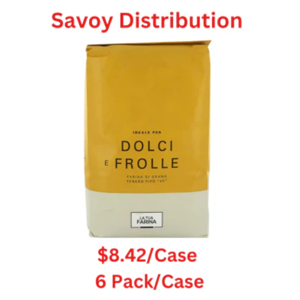 Savoy Distribution
IDEALE PER
DOLCI
E FROLLE
FARINA DI GRANO
TENERO TIPO "00"
LA TUA
FARINA
$8.42/Case
6 Pack/Case